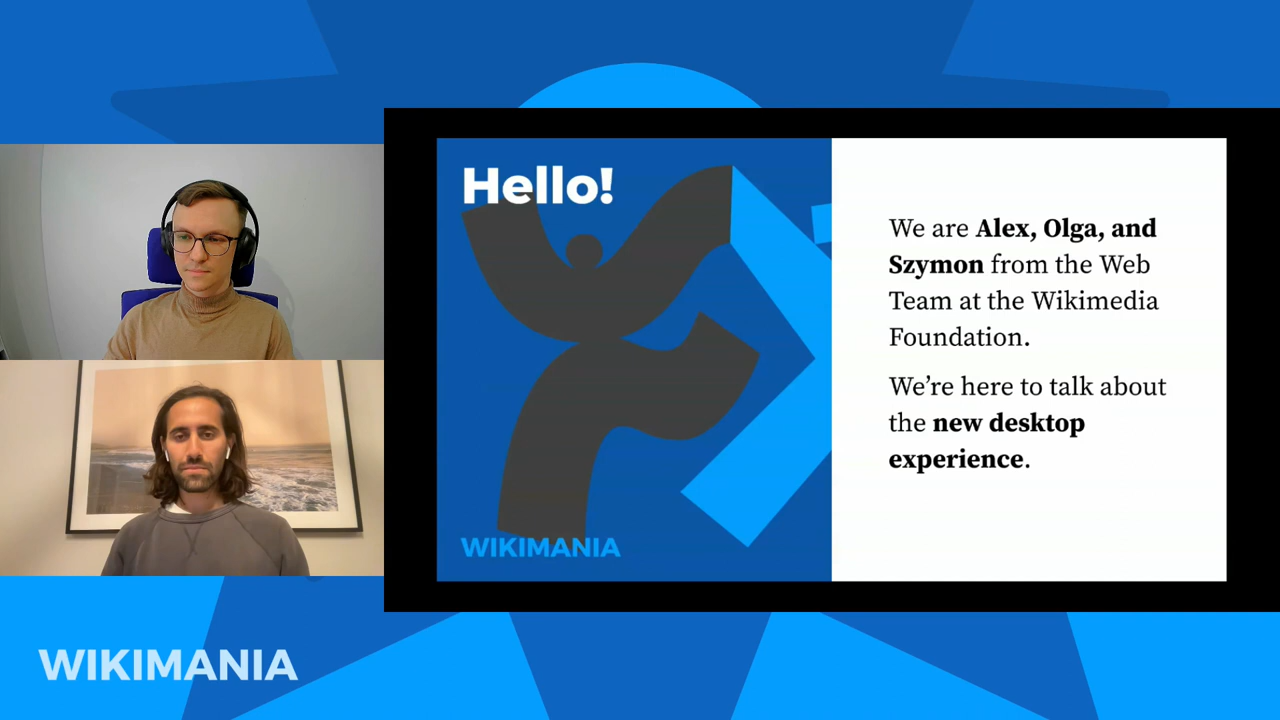 Hello!
We are Alex, Olga, and
Szymon from the Web
Team at the Wikimedia
Foundation.
We’re here to talk about
the new desktop
experience.
WIKIMANIA
WIKIMANIA